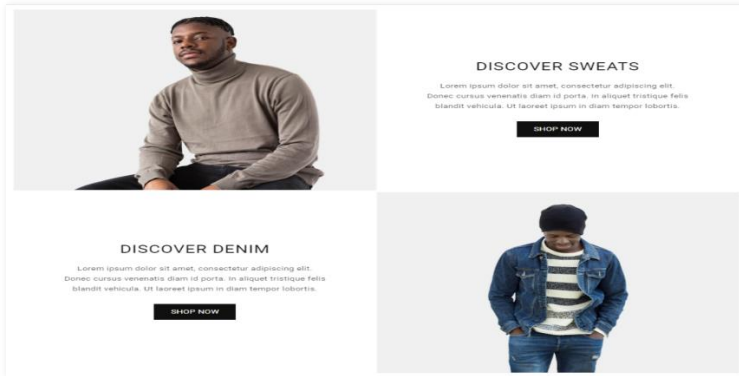 DISCOVER SWEATS
Lorem ipsum dolor sit amet, consectetur adipiscing elit.
Donec cursus venenatis diam id porta. In aliquet tristique felis
blandit vehicula. Ut laoreet ipsum in diam tempor lobortis.
SHOP NOW
DISCOVER DENIM
Lorem ipsum dolor sit amet, consectetur adipiscing elit.
Donec cursus venenatis diam id porta. In aliquet tristique felis
blandit vehicula. Ut laoreet ipsum in diam tempor lobortis.
SHOP NOW